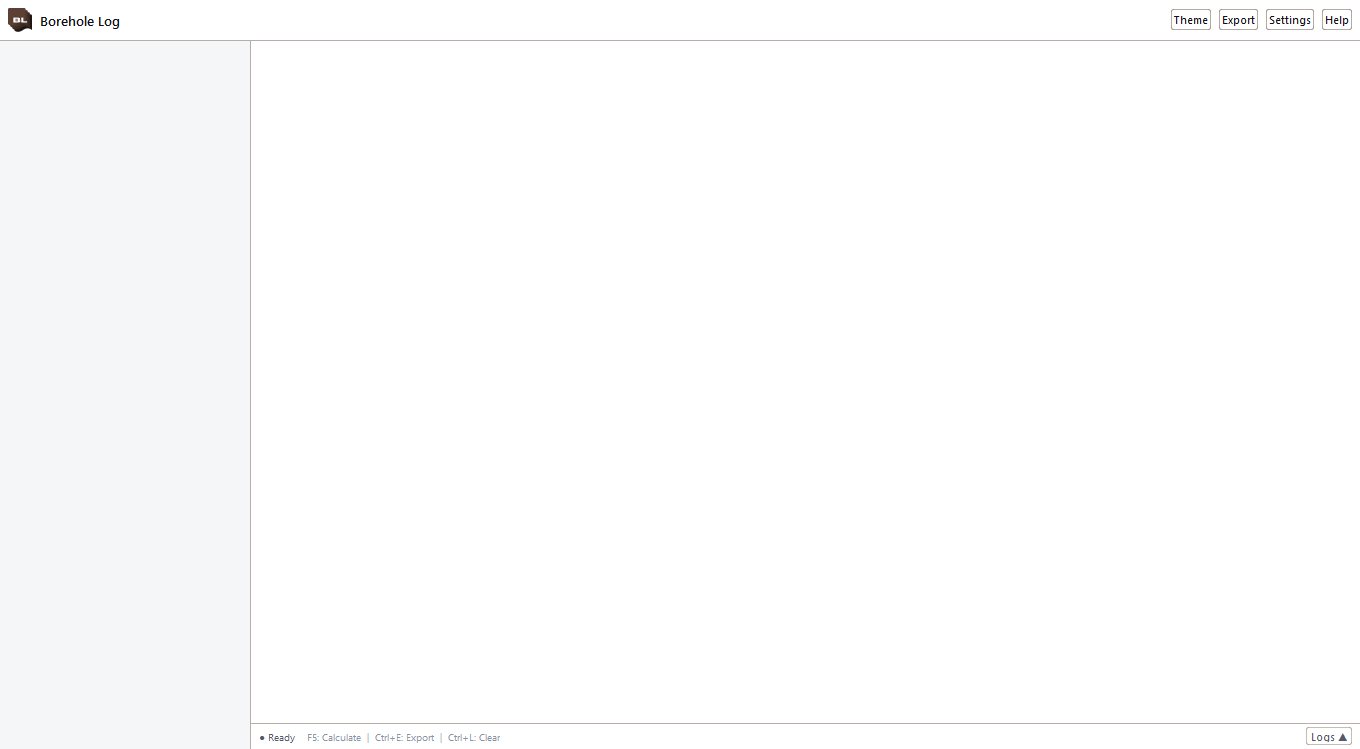 BL
Borehole Log
Theme
Export
Settings
Help
● Ready F5: Calculate | Ctrl+E: Export | Ctrl+L: Clear
Logs ▲